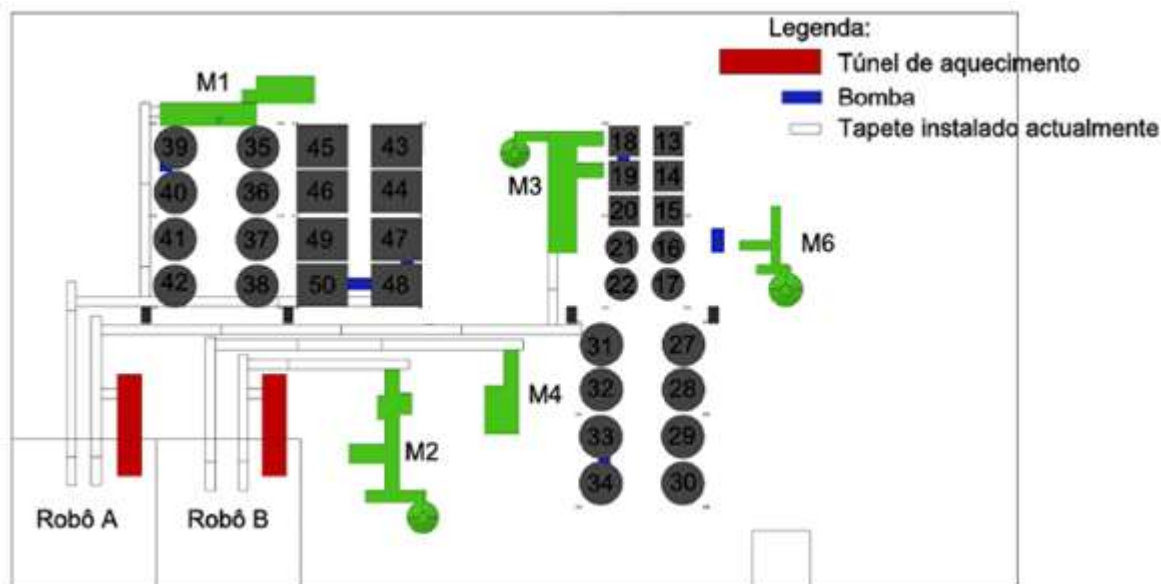 Legenda:
Túnel de aquecimento
Bomba
Tapete instalado actualmente
M1
39 35 45 43
40 36 46 44
41 37 49 47
42 38 50 48
M3
18 13
19 14
20 15
21 16
22 17
M6
31 27
32 28
33 29
34 30
M4
M2
Robô A
Robô B